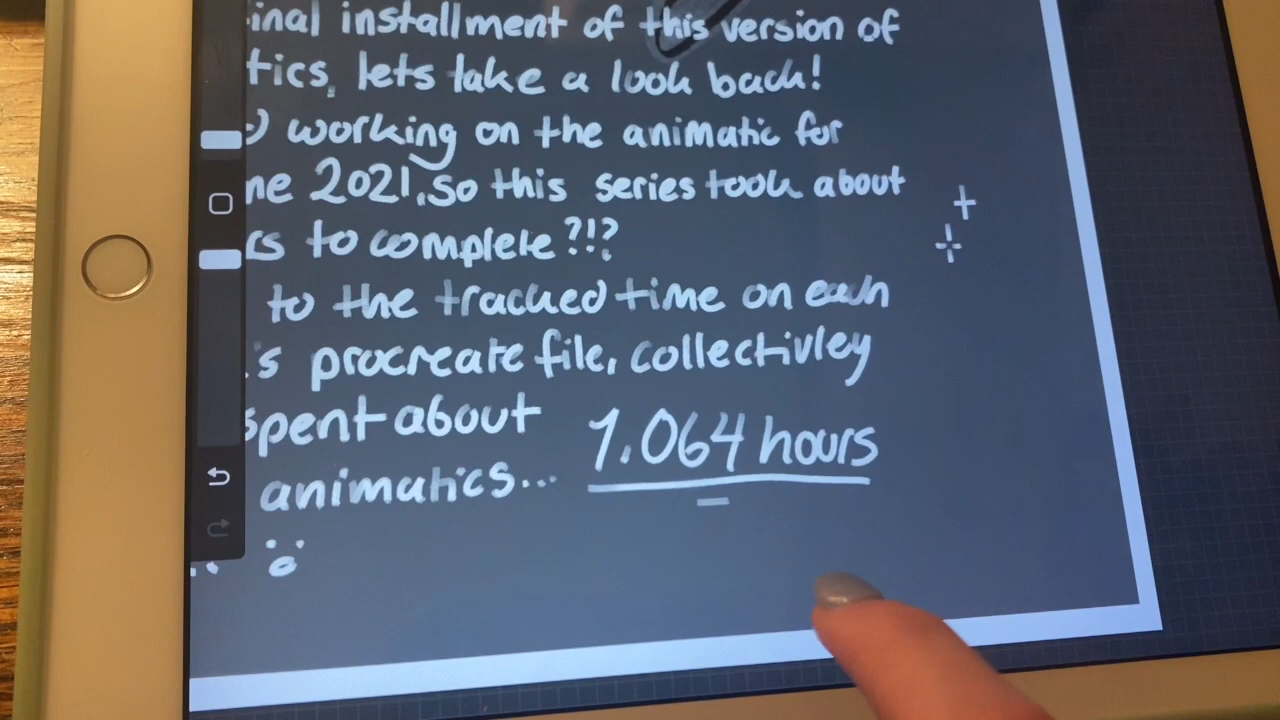 inal installment of this version of
tics, lets take a look back!
working on the animatic for
ne 2021. so this series took about
rs to complete?!?
to the tracked time on each
's procreate file, collectivley
spent about
1.064 hours
animatics...